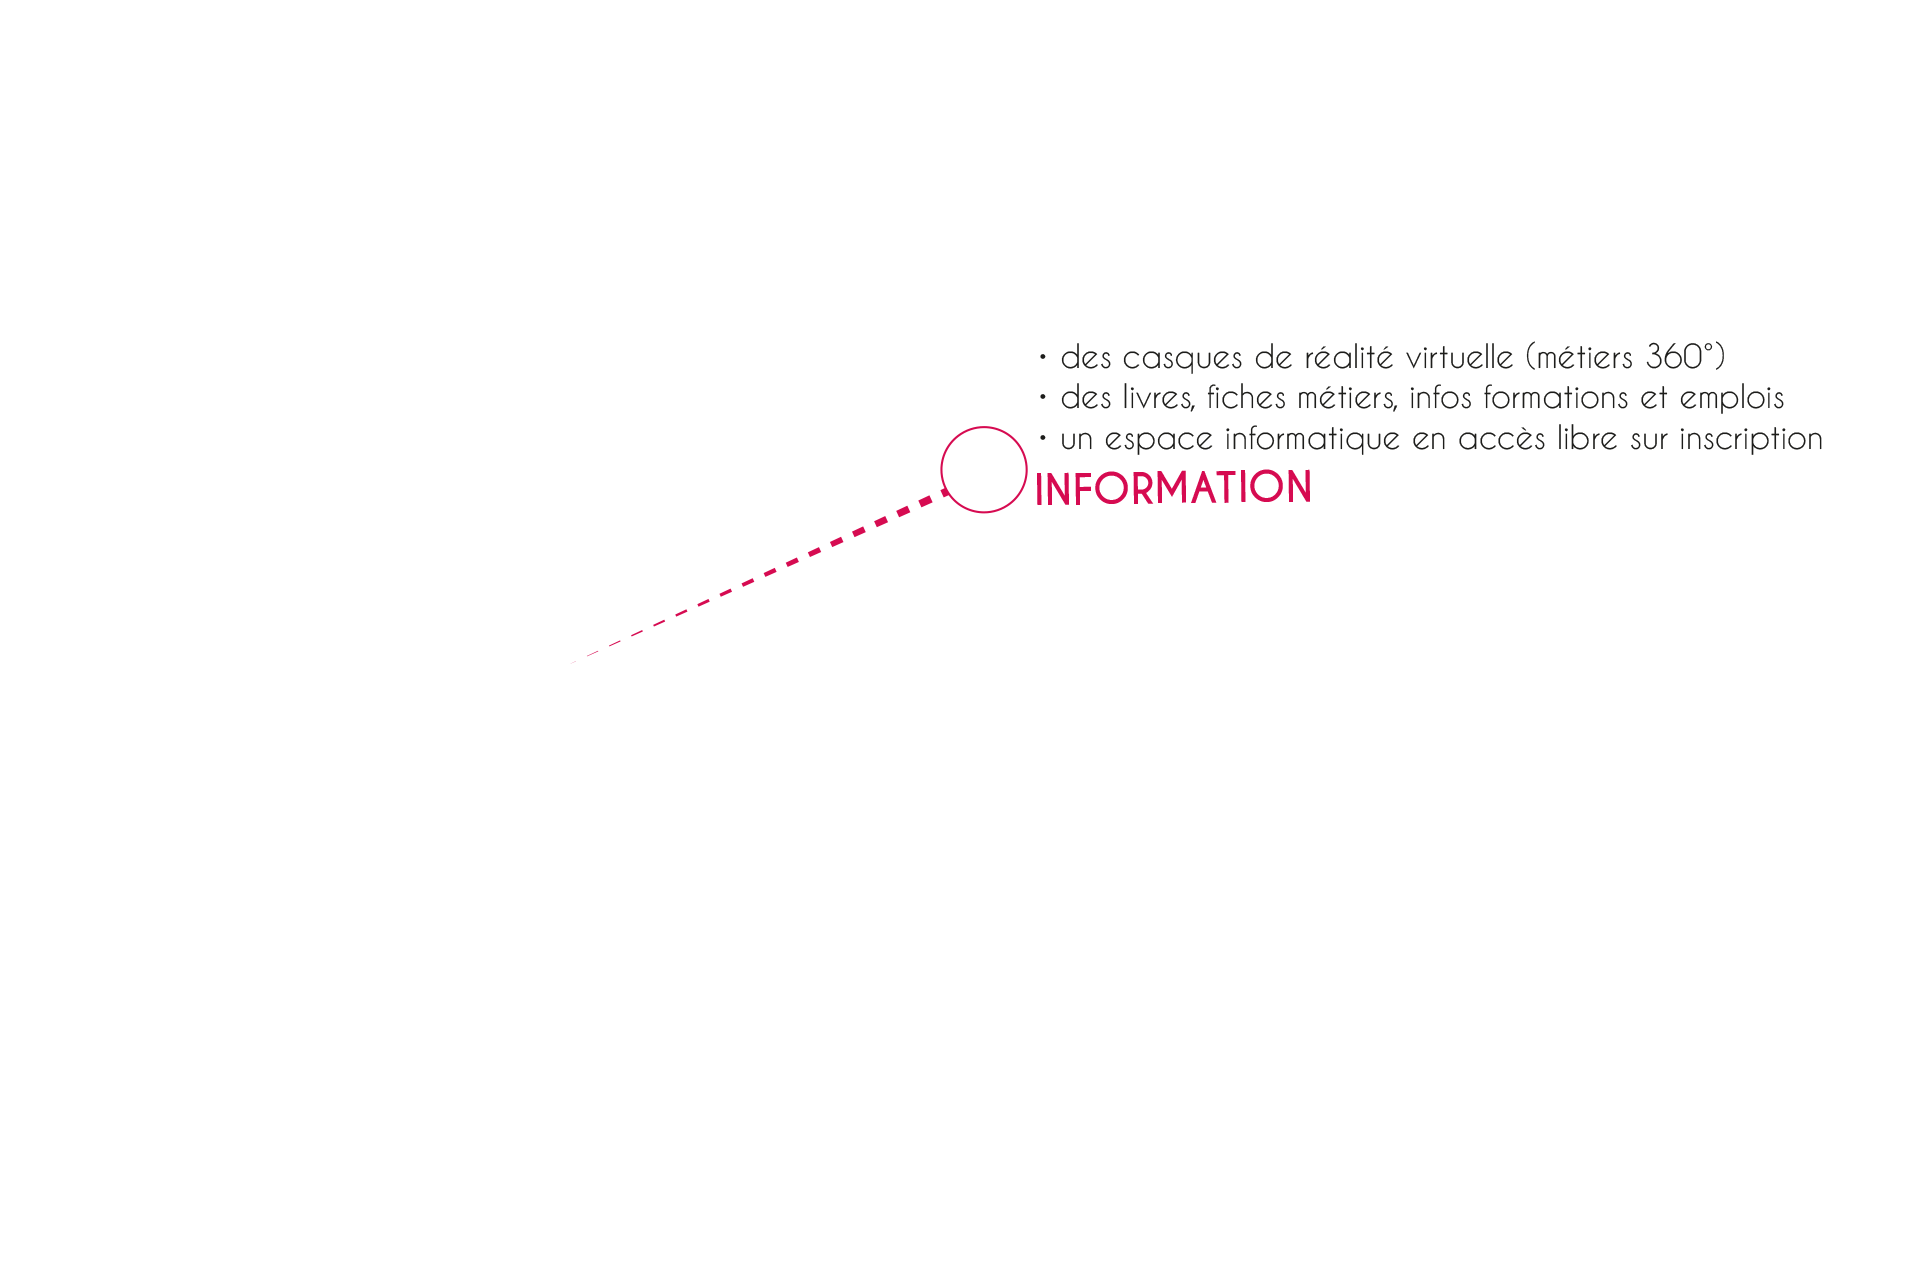 • des casques de réalité virtuelle (métiers 360°)
• des livres, fiches métiers, infos formations et emplois
• un espace informatique en accès libre sur inscription
INFORMATION